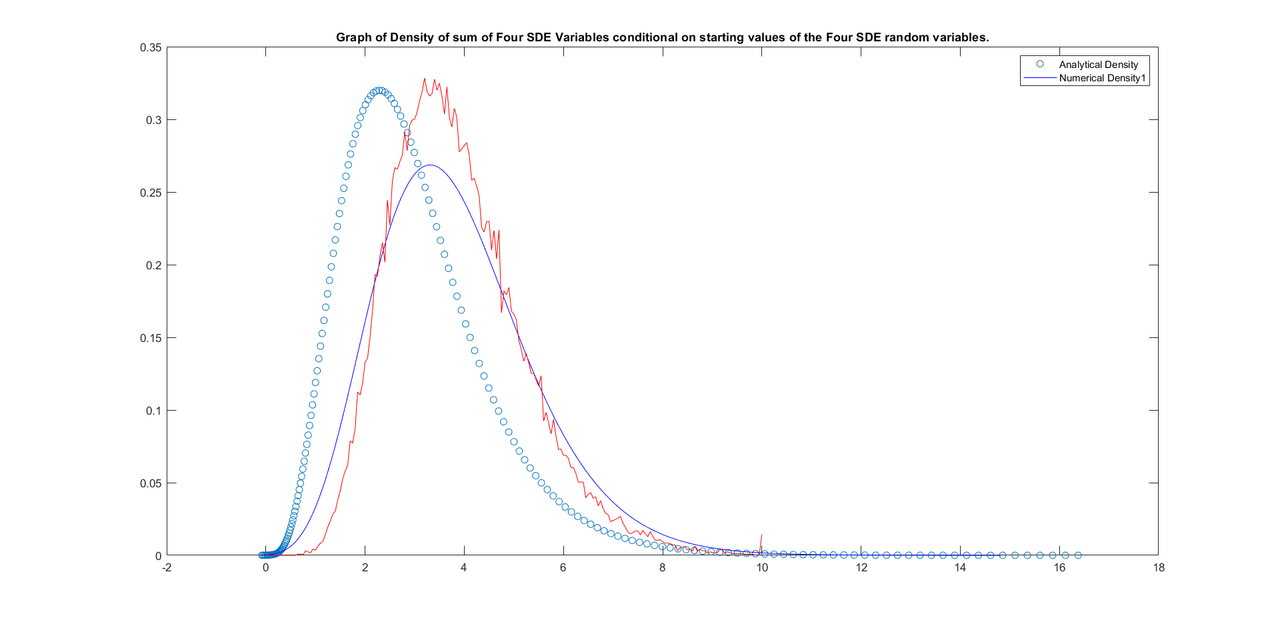 Graph of Density of sum of Four SDE Variables conditional on starting values of the Four SDE random variables.
0.35
Analytical Density
Numerical Density1
0.3
0.25
0.2
0.15
0.1
0.05
0
-2 0 2 4 6 8 10 12 14 16 18